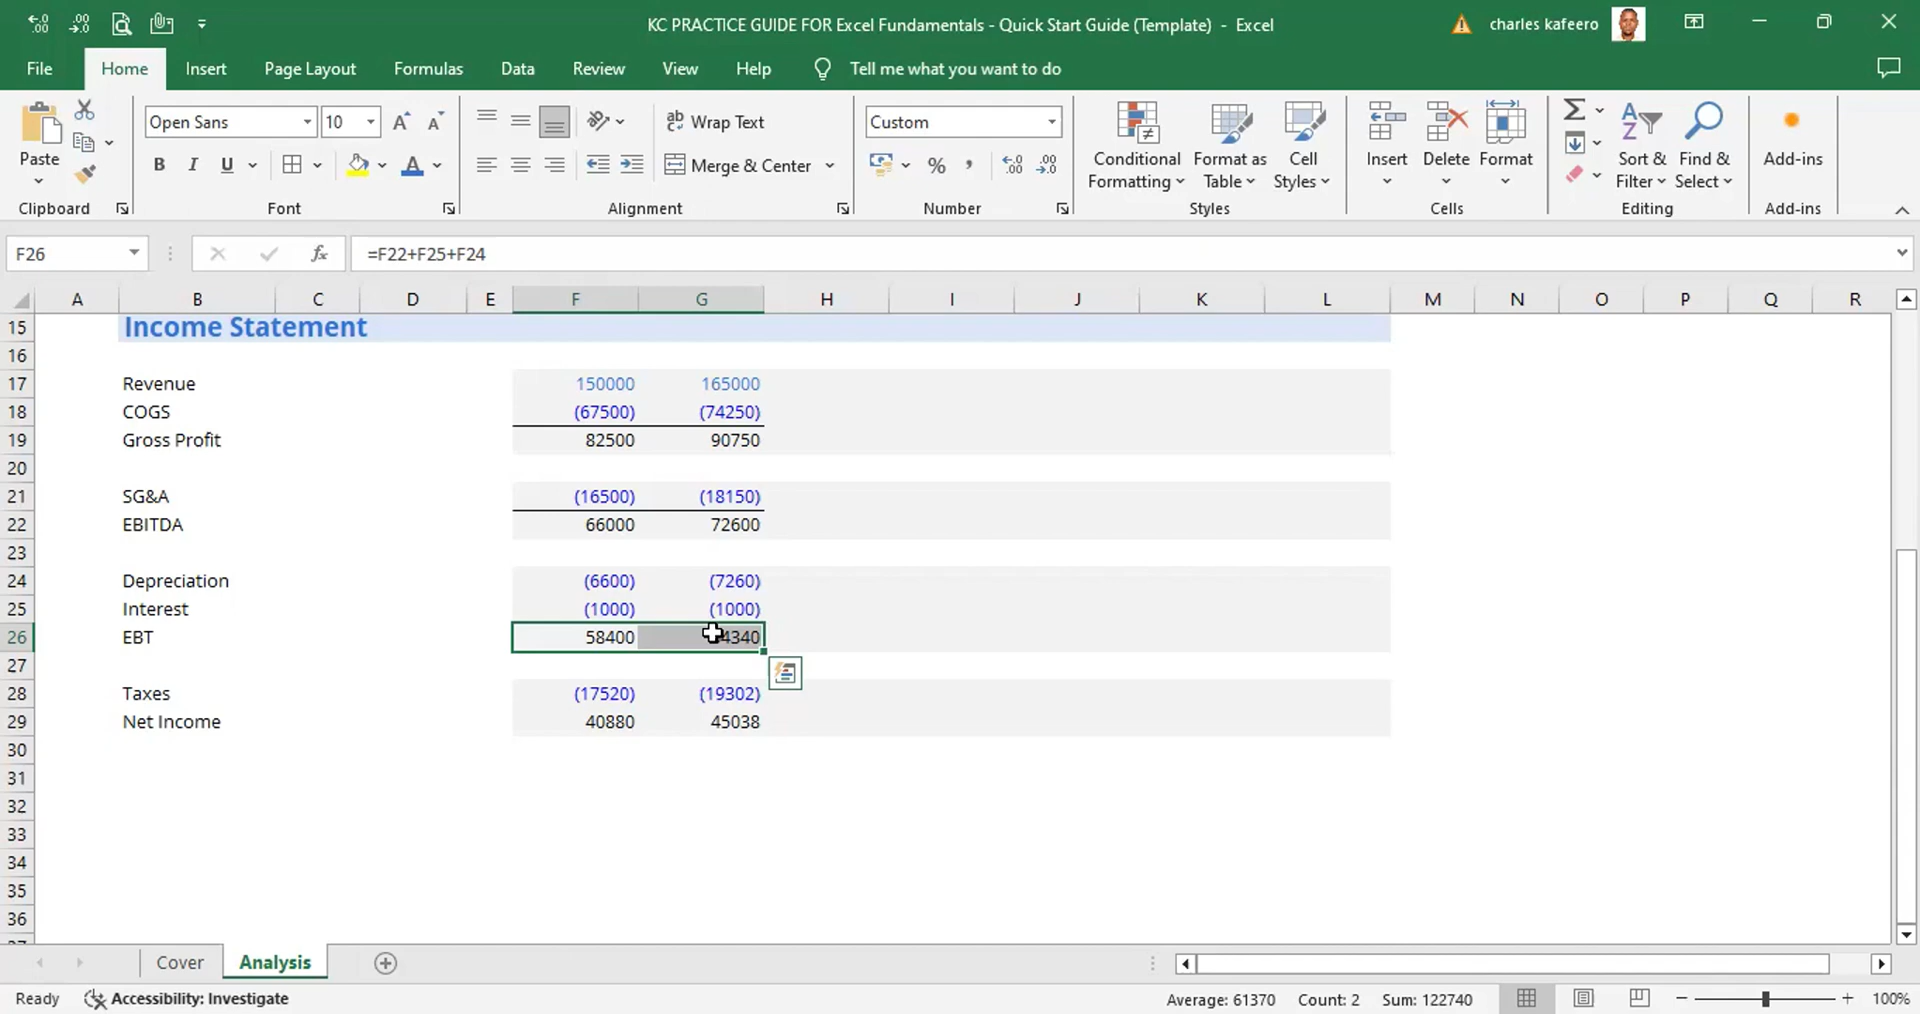 KC PRACTICE GUIDE FOR Excel Fundamentals - Quick Start Guide (Template) - Excel
charles kafeero
File Home Insert Page Layout Formulas Data Review View Help Tell me what you want to do
Open Sans 10 Wrap Text Custom
Paste B I U A Merge & Center % , Conditional Formatting Format as Table Cell Styles Insert Delete Format Sort & Filter Find & Select Add-ins
Clipboard Font Alignment Number Styles Cells Editing Add-ins
F26 fx =F22+F25+F24
A B C D E F G H I J K L M N O P Q R
15 Income Statement
16
17 Revenue 150000 165000
18 COGS (67500) (74250)
19 Gross Profit 82500 90750
20
21 SG&A (16500) (18150)
22 EBITDA 66000 72600
23
24 Depreciation (6600) (7260)
25 Interest (1000) (1000)
26 EBT 58400
27
28 Taxes (17520) (19302)
29 Net Income 40880 45038
30
31
32
33
34
35
36
Cover Analysis
Ready Accessibility: Investigate Average: 61370 Count: 2 Sum: 122740 100%